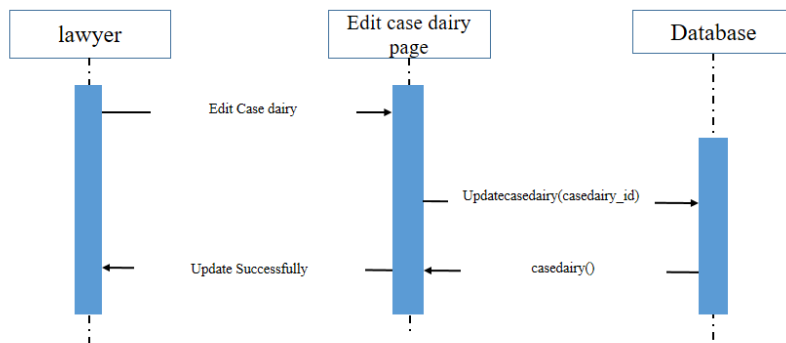 lawyer
Edit case dairy
page
Database
Edit Case dairy
Updatecasedairy(casedairy_id)
Update Successfully
casedairy()